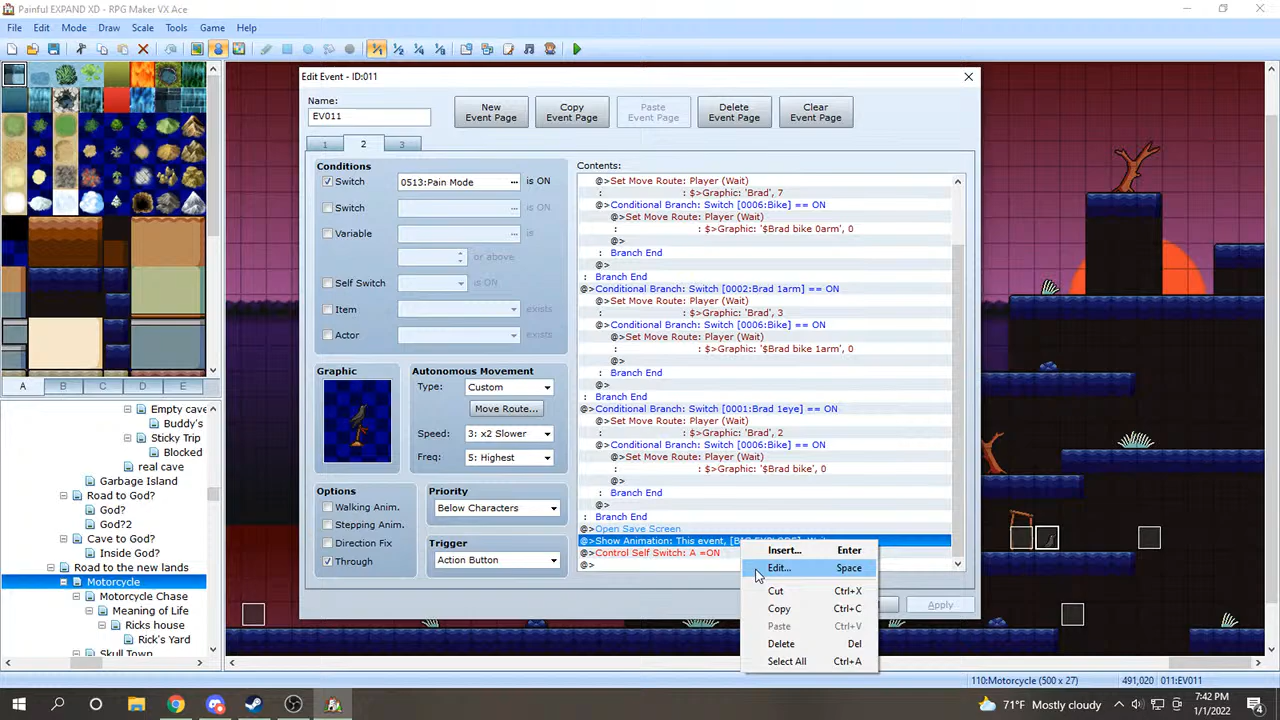 Painful EXPAND XD - RPG Maker VX Ace
File Edit Mode Draw Scale Tools Game Help
Edit Event - ID:011
Name:
EV011
New Event Page
Copy Event Page
Paste Event Page
Delete Event Page
Clear Event Page
1 2 3
Conditions
Switch 0513:Pain Mode ... is ON
Switch ... is ON
Variable ... is
or above
Self Switch is ON
Item exists
Actor exists
Graphic
Autonomous Movement
Type: Custom
Move Route...
Speed: 3: x2 Slower
Freq: 5: Highest
Options
Walking Anim.
Stepping Anim.
Direction Fix
Through
Priority
Below Characters
Trigger
Action Button
Contents:
@>Set Move Route: Player (Wait)
: : $>Graphic: 'Brad', 7
@>Conditional Branch: Switch [0006:Bike] == ON
@>Set Move Route: Player (Wait)
: : $>Graphic: '$Brad bike 0arm', 0
@>
: Branch End
@>
: Branch End
@>Conditional Branch: Switch [0002:Brad 1arm] == ON
@>Set Move Route: Player (Wait)
: : $>Graphic: 'Brad', 3
@>Conditional Branch: Switch [0006:Bike] == ON
@>Set Move Route: Player (Wait)
: : $>Graphic: '$Brad bike 1arm', 0
@>
: Branch End
@>
: Branch End
@>Conditional Branch: Switch [0001:Brad 1eye] == ON
@>Set Move Route: Player (Wait)
: : $>Graphic: 'Brad', 2
@>Conditional Branch: Switch [0006:Bike] == ON
@>Set Move Route: Player (Wait)
: : $>Graphic: '$Brad bike', 0
@>
: Branch End
@>
: Branch End
@>Open Save Screen
@>Show Animation: This event,
@>Control Self Switch: A =ON
@>
Insert... Enter
Edit... Space
Cut Ctrl+X
Copy Ctrl+C
Paste Ctrl+V
Delete Del
Select All Ctrl+A
Apply
A B C D E
Empty cave
Buddy's
Sticky Trip
Blocked
real cave
Garbage Island
Road to God?
God?
God?2
Cave to God?
Inside God?
Road to the new lands
Motorcycle
Motorcycle Chase
Meaning of Life
Ricks house
Rick's Yard
Skull Town
110:Motorcycle (500 x 27) 491,020 011:EV011
71°F Mostly cloudy
7:42 PM
1/1/2022
4